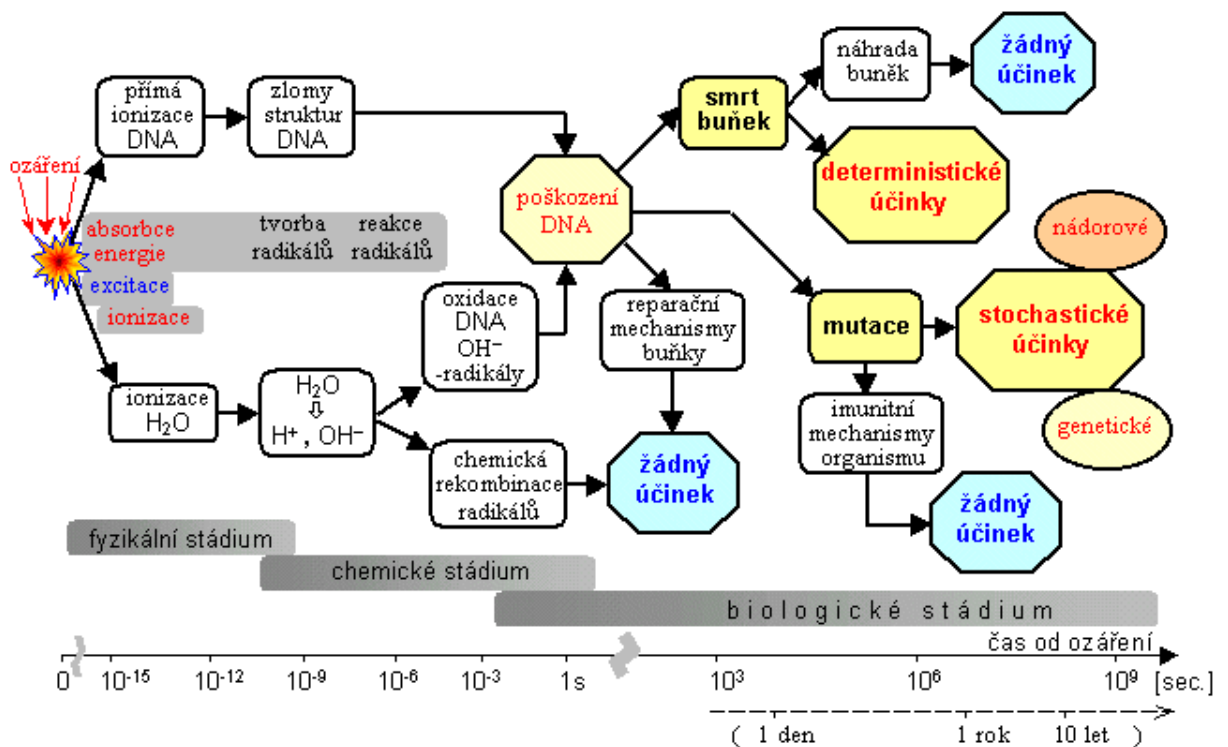 přímá
ionizace
DNA
zlomy
struktur
DNA
smrt
buňek
náhrada
buněk
žádný
účinek
ozáření
poškození
DNA
deterministické
účinky
absorbce
energie
tvorba
radikálů
reakce
radikálů
excitace
ionizace
nádorové
oxidace
DNA
OH⁻
-radikály
reparační
mechanismy
buňky
mutace
stochastické
účinky
ionizace
H₂O
H₂O
⇩
H⁺, OH⁻
imunitní
mechanismy
organismu
genetické
chemická
rekombinace
radikálů
žádný
účinek
žádný
účinek
fyzikální stádium
chemické stádium
biologické stádium
čas od ozáření
0 10⁻¹⁵ 10⁻¹² 10⁻⁹ 10⁻⁶ 10⁻³ 1s 10³ 10⁶ 10⁹ [sec.]
( 1 den 1 rok 10 let )